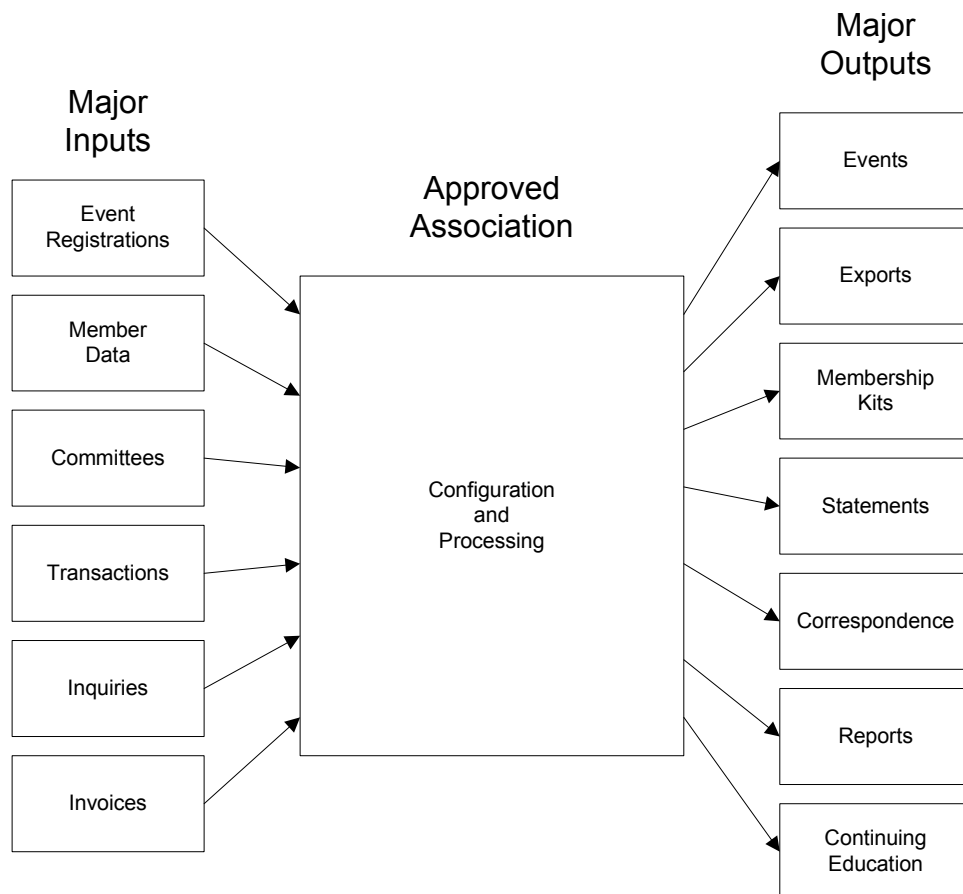 Major
Inputs
Event
Registrations
Member
Data
Committees
Transactions
Inquiries
Invoices
Approved
Association
Configuration
and
Processing
Major
Outputs
Events
Exports
Membership
Kits
Statements
Correspondence
Reports
Continuing
Education